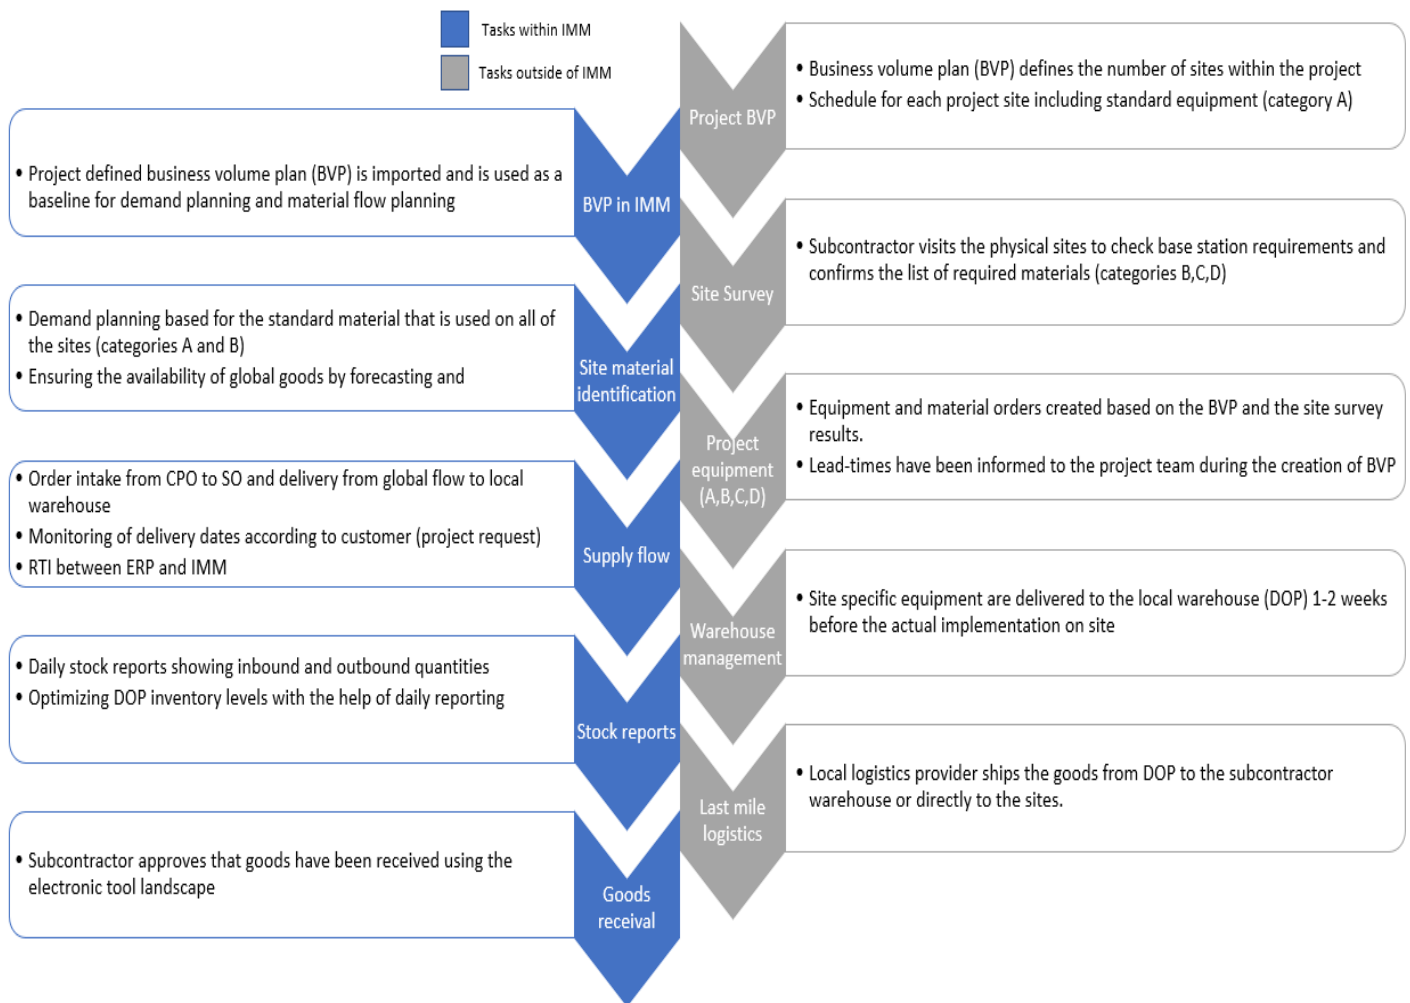 Tasks within IMM
Tasks outside of IMM
Project BVP
• Business volume plan (BVP) defines the number of sites within the project
• Schedule for each project site including standard equipment (category A)
• Project defined business volume plan (BVP) is imported and is used as a
baseline for demand planning and material flow planning
BVP in IMM
Site Survey
• Subcontractor visits the physical sites to check base station requirements and
confirms the list of required materials (categories B,C,D)
• Demand planning based for the standard material that is used on all of
the sites (categories A and B)
• Ensuring the availability of global goods by forecasting and
Site material
identification
Project
equipment
(A,B,C,D)
• Equipment and material orders created based on the BVP and the site survey
results.
• Lead-times have been informed to the project team during the creation of BVP
• Order intake from CPO to SO and delivery from global flow to local
warehouse
• Monitoring of delivery dates according to customer (project request)
• RTI between ERP and IMM
Supply flow
Warehouse
management
• Site specific equipment are delivered to the local warehouse (DOP) 1-2 weeks
before the actual implementation on site
• Daily stock reports showing inbound and outbound quantities
• Optimizing DOP inventory levels with the help of daily reporting
Stock reports
Last mile
logistics
• Local logistics provider ships the goods from DOP to the subcontractor
warehouse or directly to the sites.
• Subcontractor approves that goods have been received using the
electronic tool landscape
Goods
receival